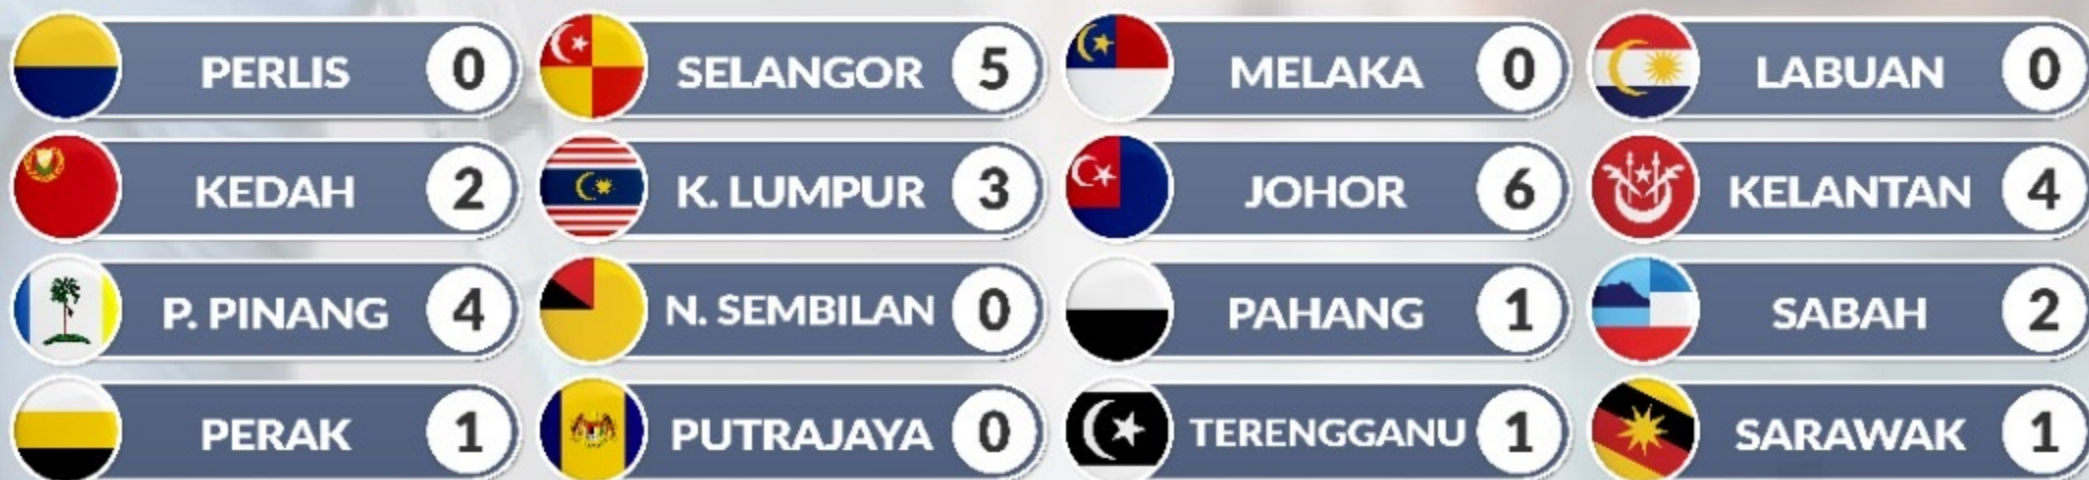 PERLIS 0 SELANGOR 5 MELAKA 0 LABUAN 0
KEDAH 2 K. LUMPUR 3 JOHOR 6 KELANTAN 4
P. PINANG 4 N. SEMBILAN 0 PAHANG 1 SABAH 2
PERAK 1 PUTRAJAYA 0 TERENGGANU 1 SARAWAK 1